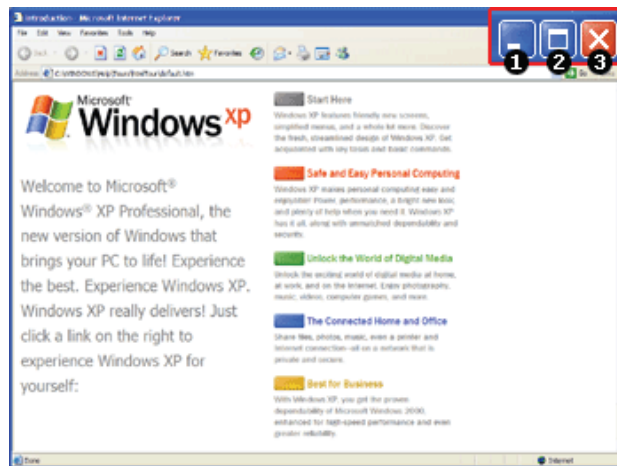 Introduction - Microsoft Internet Explorer
1 2 3
File Edit View Favorites Tools Help
Back Search Favorites
Address Go
Microsoft®
Windows xp
Welcome to Microsoft®
Windows® XP Professional, the
new version of Windows that
brings your PC to life! Experience
the best. Experience Windows XP.
Windows XP really delivers! Just
click a link on the right to
experience Windows XP for
yourself:
Start Here
Windows XP features friendly new screens,
simplified menus, and a whole lot more. Discover
the fresh, streamlined design of Windows XP. Get
acquainted with key tools and basic commands.
Safe and Easy Personal Computing
Windows XP makes personal computing easy and
enjoyable! Power, performance, a bright new look,
and plenty of help when you need it. Windows XP
has it all, along with unmatched dependability and
security.
Unlock the World of Digital Media
Unlock the exciting world of digital media at home,
at work, and on the Internet. Enjoy photography,
music, videos, computer games, and more.
The Connected Home and Office
Share files, photos, music, even a printer and
Internet connection–all on a network that is
private and secure.
Best for Business
With Windows XP, you get the proven
dependability of Microsoft Windows 2000,
enhanced for high-speed performance and even
greater reliability.
Done
Internet